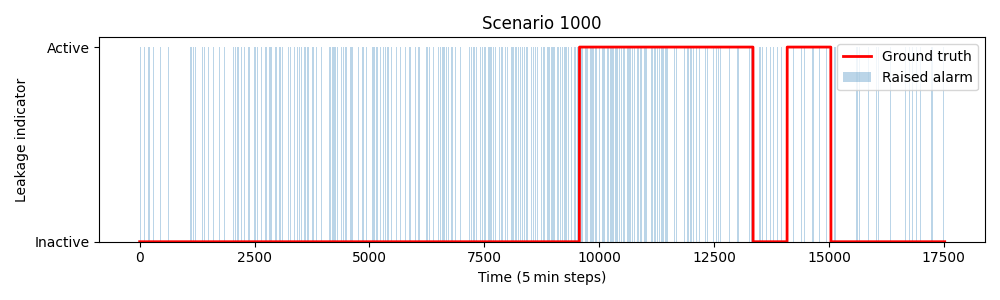 Scenario 1000
Active
Inactive
Leakage indicator
Ground truth
Raised alarm
0 2500 5000 7500 10000 12500 15000 17500
Time (5 min steps)